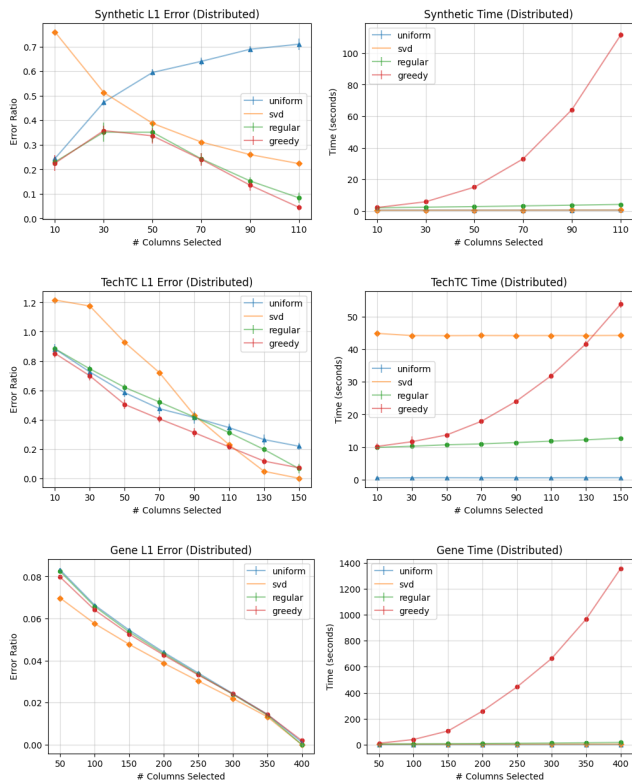 Synthetic L1 Error (Distributed)
Error Ratio
0.7
0.6
0.5
0.4
0.3
0.2
0.1
0.0
uniform
svd
regular
greedy
10 30 50 70 90 110
# Columns Selected
Synthetic Time (Distributed)
Time (seconds)
100
80
60
40
20
0
uniform
svd
regular
greedy
10 30 50 70 90 110
# Columns Selected
TechTC L1 Error (Distributed)
Error Ratio
1.2
1.0
0.8
0.6
0.4
0.2
0.0
uniform
svd
regular
greedy
10 30 50 70 90 110 130 150
# Columns Selected
TechTC Time (Distributed)
Time (seconds)
50
40
30
20
10
0
uniform
svd
regular
greedy
10 30 50 70 90 110 130 150
# Columns Selected
Gene L1 Error (Distributed)
Error Ratio
0.08
0.06
0.04
0.02
0.00
uniform
svd
regular
greedy
50 100 150 200 250 300 350 400
# Columns Selected
Gene Time (Distributed)
Time (seconds)
1400
1200
1000
800
600
400
200
0
uniform
svd
regular
greedy
50 100 150 200 250 300 350 400
# Columns Selected